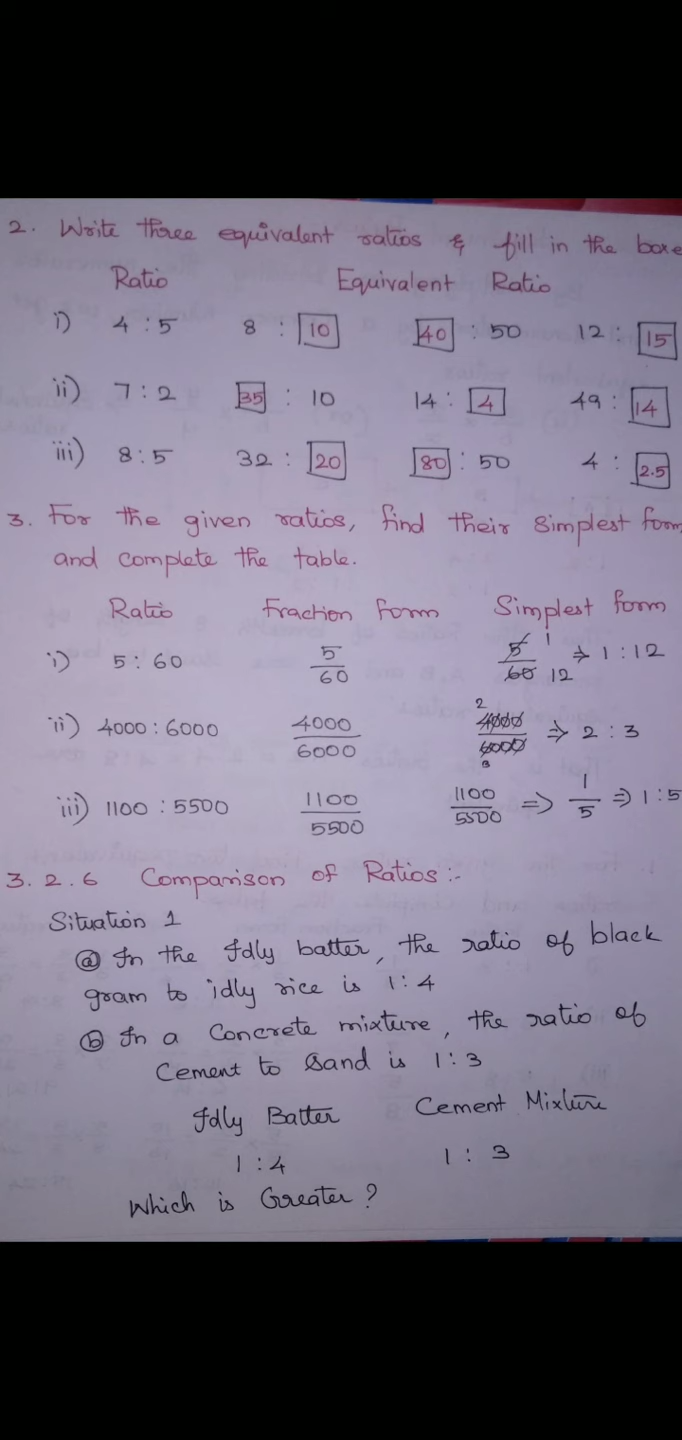 2. Write three equivalent ratios & fill in the boxe
Ratio Equivalent Ratio
i) 4 : 5 8 : 10 40 : 50 12 : 15
ii) 7 : 2 35 : 10 14 : 4 49 : 14
iii) 8 : 5 32 : 20 80 : 50 4 : 2.5
3. For the given ratios, find their simplest form
and complete the table.
Ratio Fraction Form Simplest form
i) 5 : 60 5/60 5/60 1 12 ⇒ 1 : 12
ii) 4000 : 6000 4000/6000 2 4000/6000 3 ⇒ 2 : 3
iii) 1100 : 5500 1100/5500 1100/5500 ⇒ 1/5 ⇒ 1 : 5
3.2.6 Comparison of Ratios :-
Situation 1
ⓐ In the Idly batter, the ratio of black
gram to idly rice is 1 : 4
ⓑ In a Concrete mixture, the ratio of
Cement to Sand is 1 : 3
Idly Batter Cement Mixture
1 : 4 1 : 3
Which is Greater ?